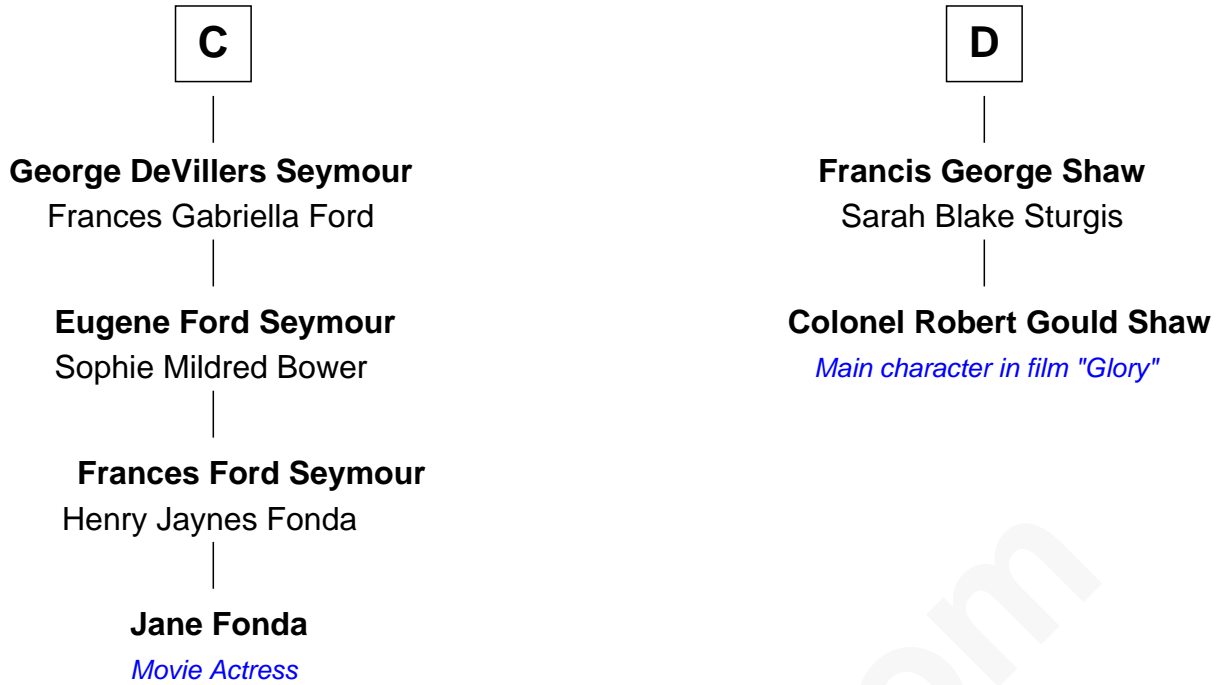 C
George DeVillers Seymour
Frances Gabriella Ford
Eugene Ford Seymour
Sophie Mildred Bower
Frances Ford Seymour
Henry Jaynes Fonda
Jane Fonda
Movie Actress
D
Francis George Shaw
Sarah Blake Sturgis
Colonel Robert Gould Shaw
Main character in film "Glory"
om